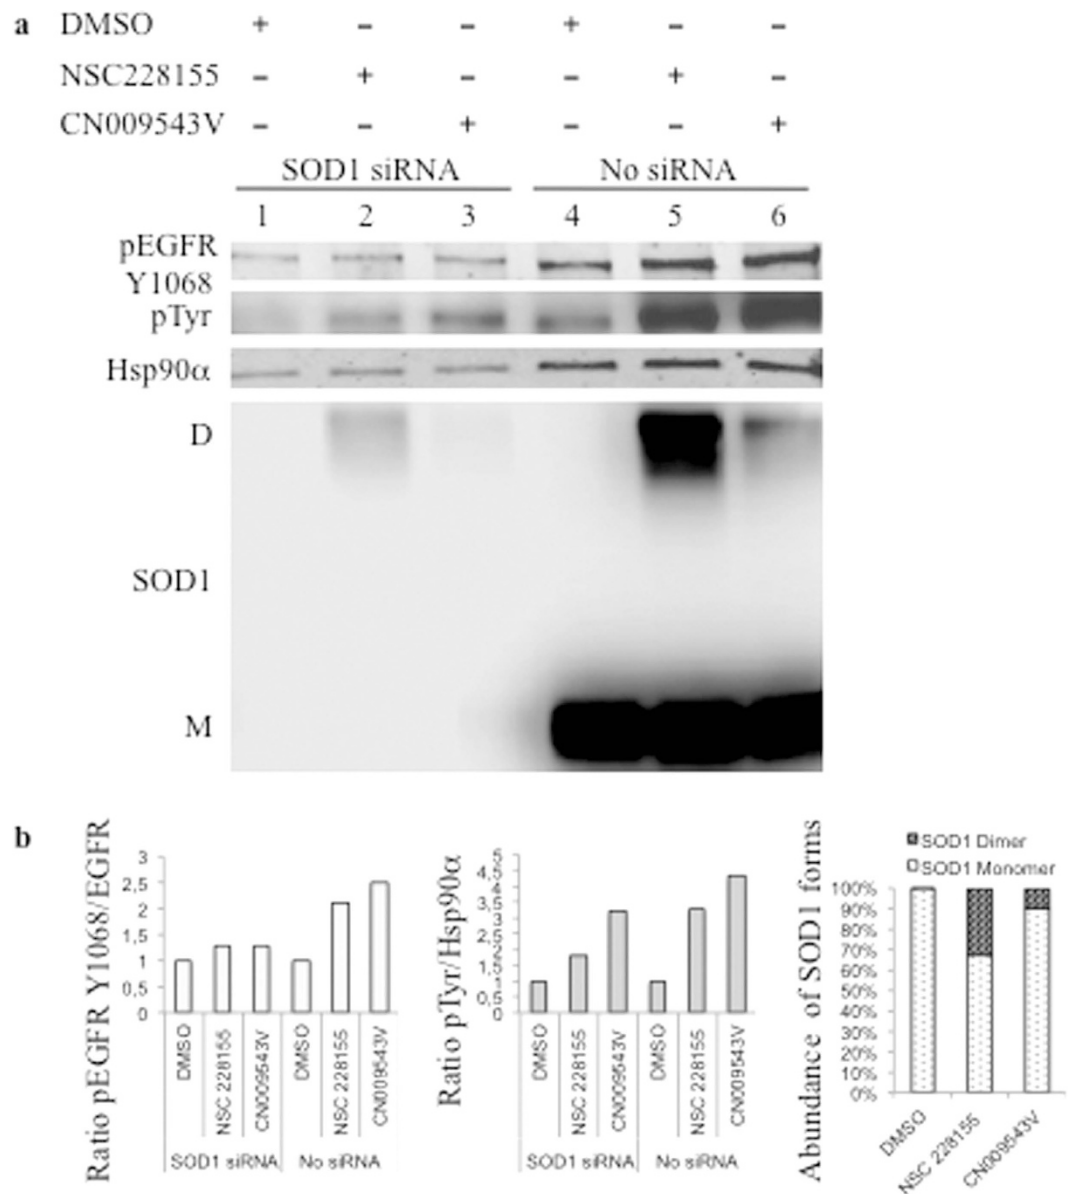 a DMSO + - - + - -
NSC228155 - + - - + -
CN009543V - - + - - +
SOD1 siRNA No siRNA
1 2 3 4 5 6
pEGFR
Y1068
pTyr
Hsp90α
D
SOD1
M
b
Ratio pEGFR Y1068/EGFR
3
2,5
2
1,5
1
0,5
0
DMSO
NSC 228155
CN009543V
DMSO
NSC 228155
CN009543V
SOD1 siRNA No siRNA
Ratio pTyr/Hsp90α
4,5
3,5
2,5
1,5
1
0,5
0
DMSO
NSC 228155
CN009543V
DMSO
NSC 228155
CN009543V
SOD1 siRNA No siRNA
Abundance of SOD1 forms
SOD1 Dimer
SOD1 Monomer
100%
90%
80%
70%
60%
50%
40%
30%
20%
10%
0%
DMSO
NSC 228155
CN009543V